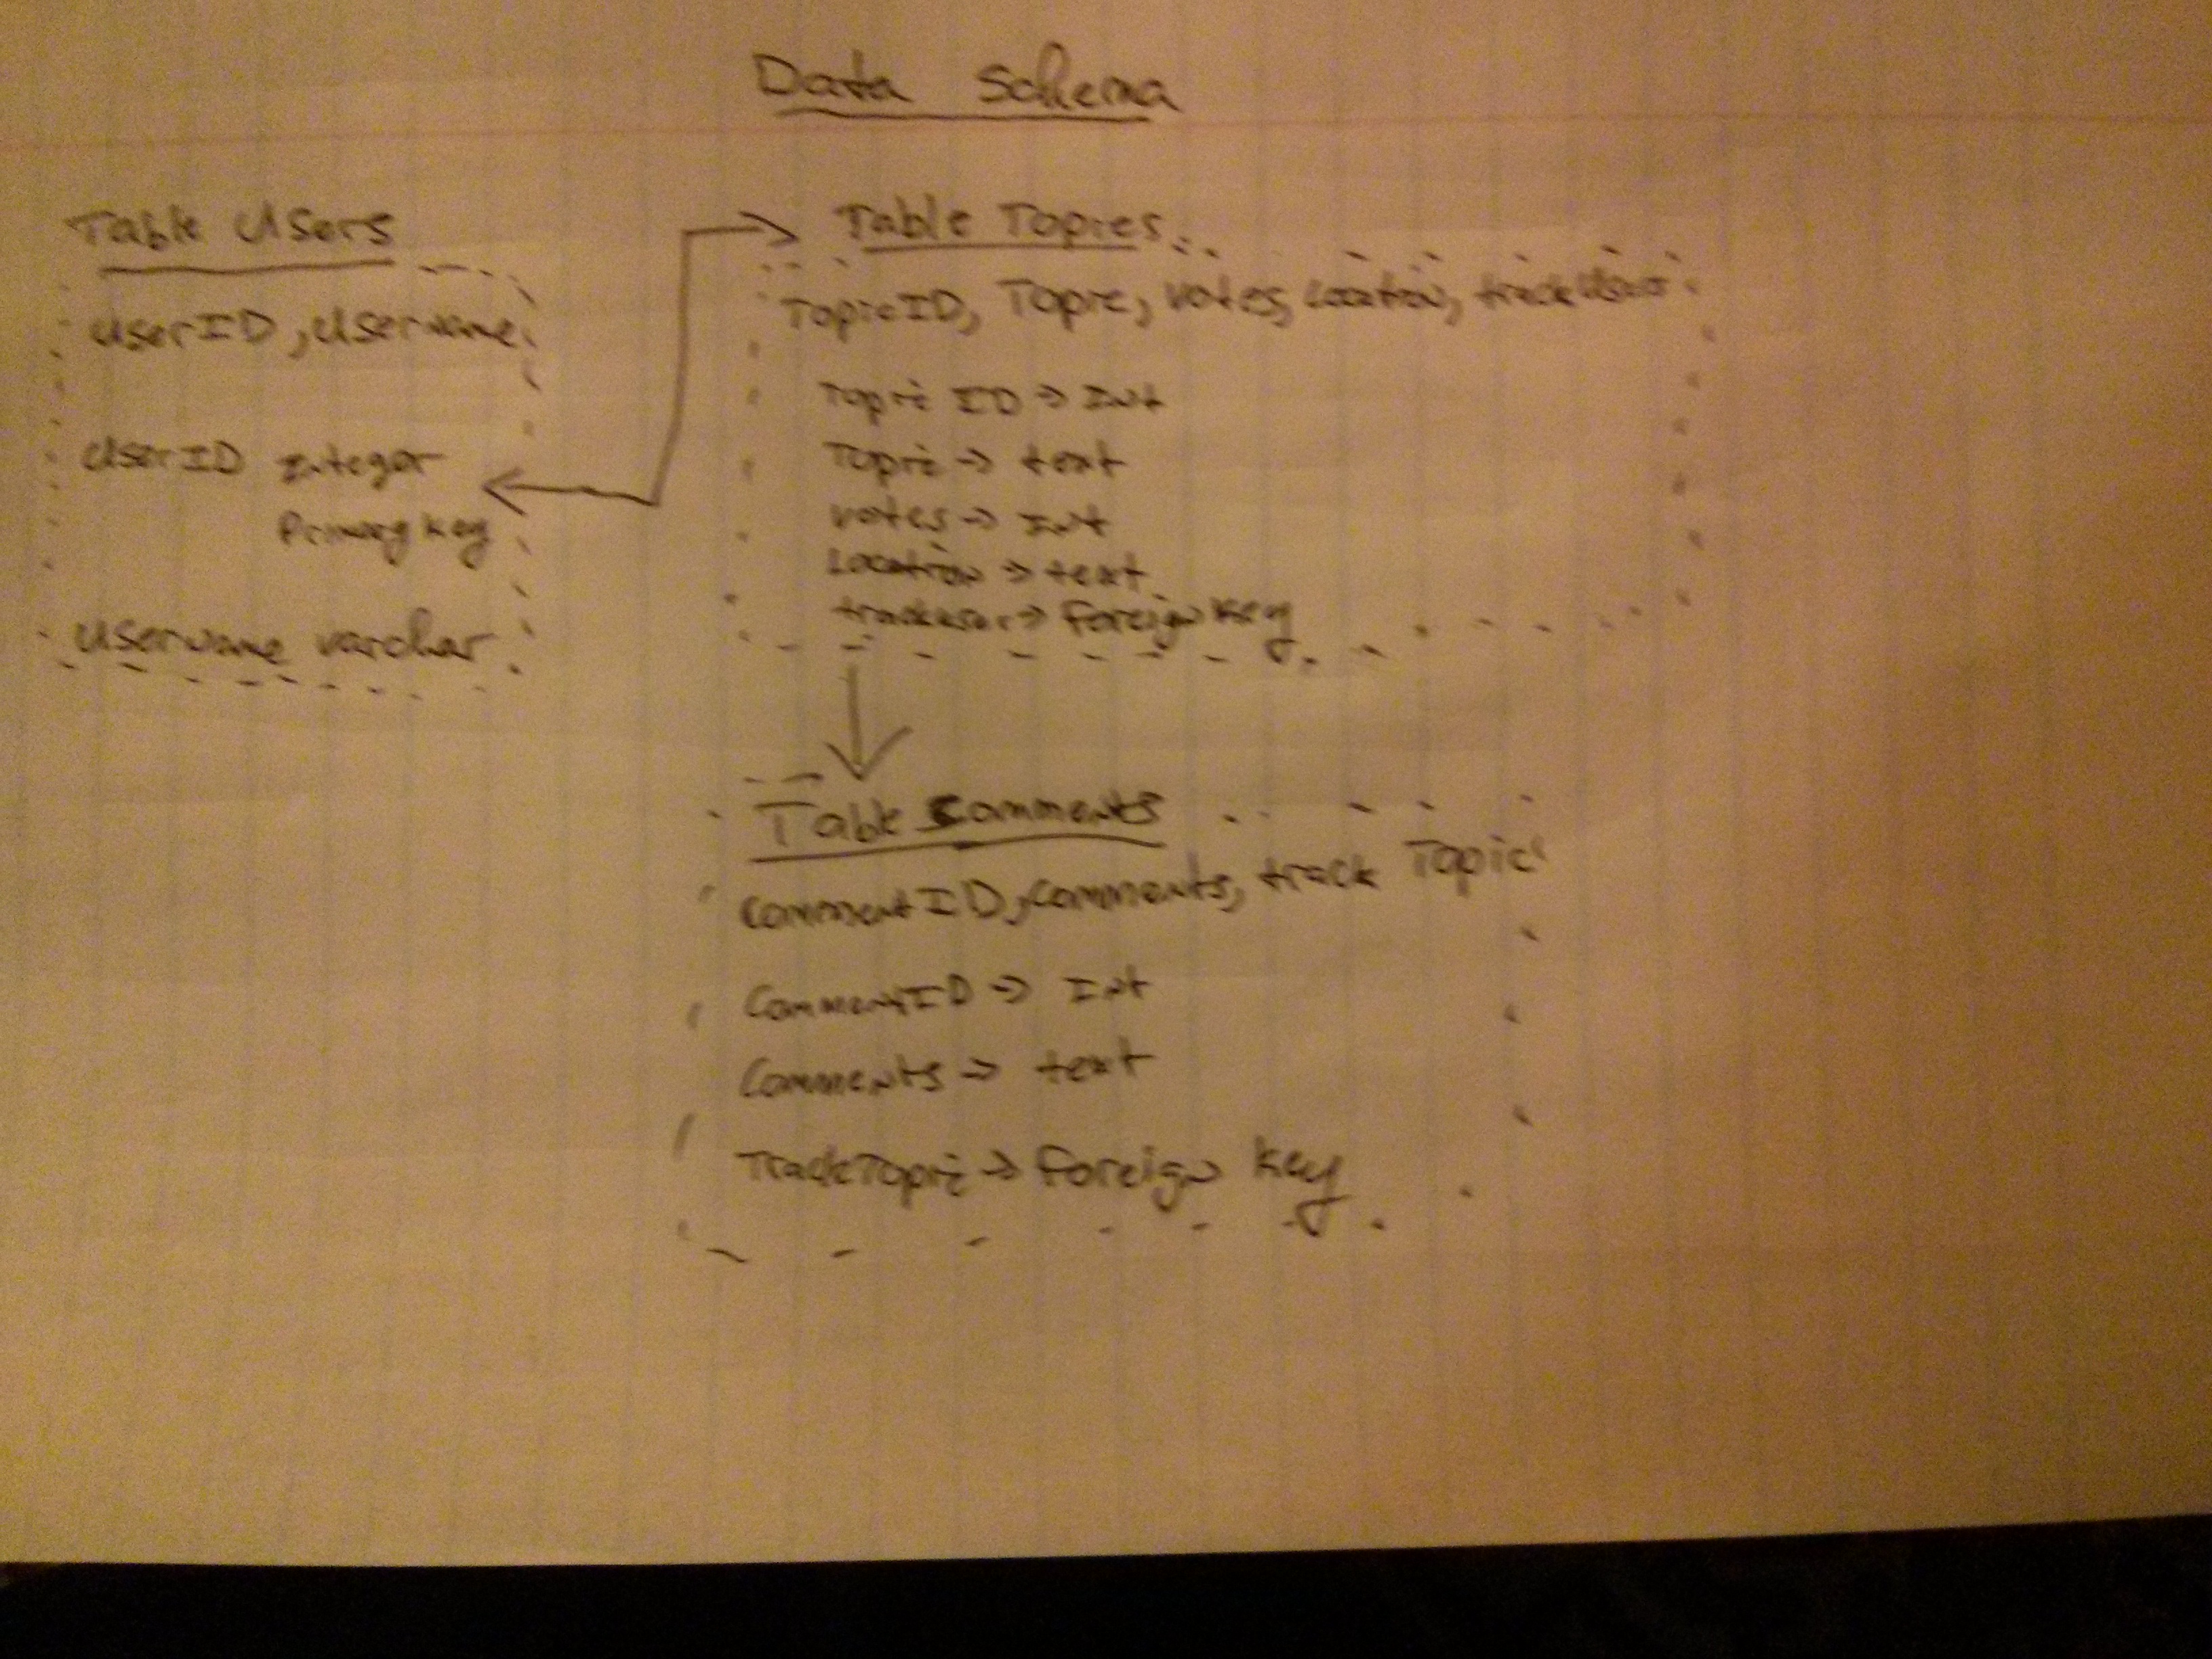 Data Schema
Table Users
UserID, Username
UserID Integer
Primary Key
Username varchar
Table Topics
TopicID, Topic, votes, Location, trackUser
Topic ID → Int
Topic → text
votes → Int
Location → text
trackuser → foreign key
Table Comments
CommentID, Comments, track Topic
CommentID → Int
Comments → text
TrackTopic → foreign key